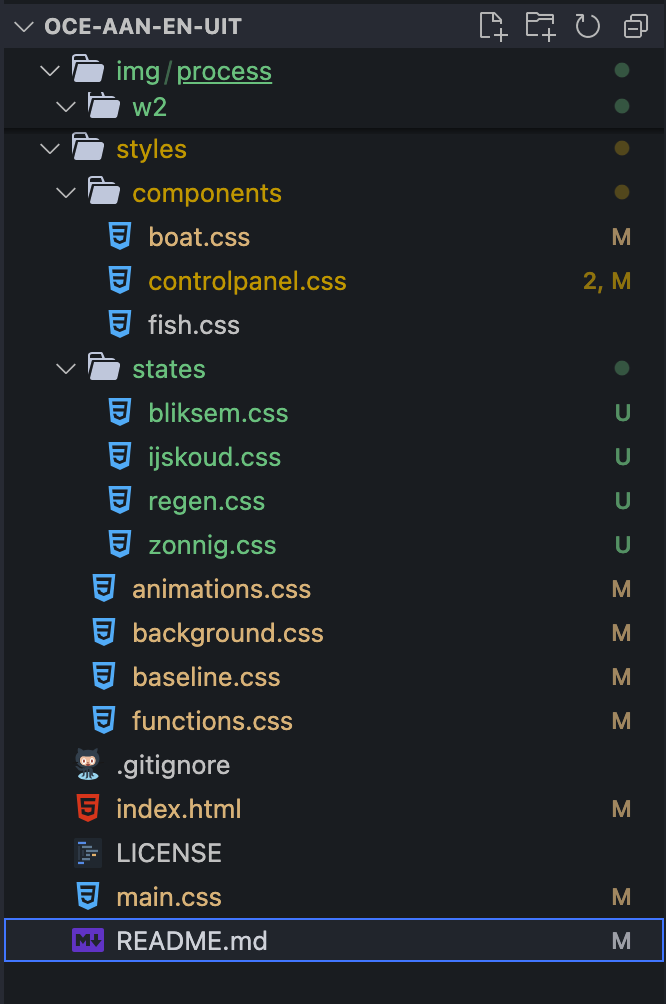 OCE-AAN-EN-UIT
img/process
w2
styles
components
boat.css M
controlpanel.css 2, M
fish.css
states
bliksem.css U
ijskoud.css U
regen.css U
zonnig.css U
animations.css M
background.css M
baseline.css M
functions.css M
.gitignore
index.html M
LICENSE
main.css M
README.md M